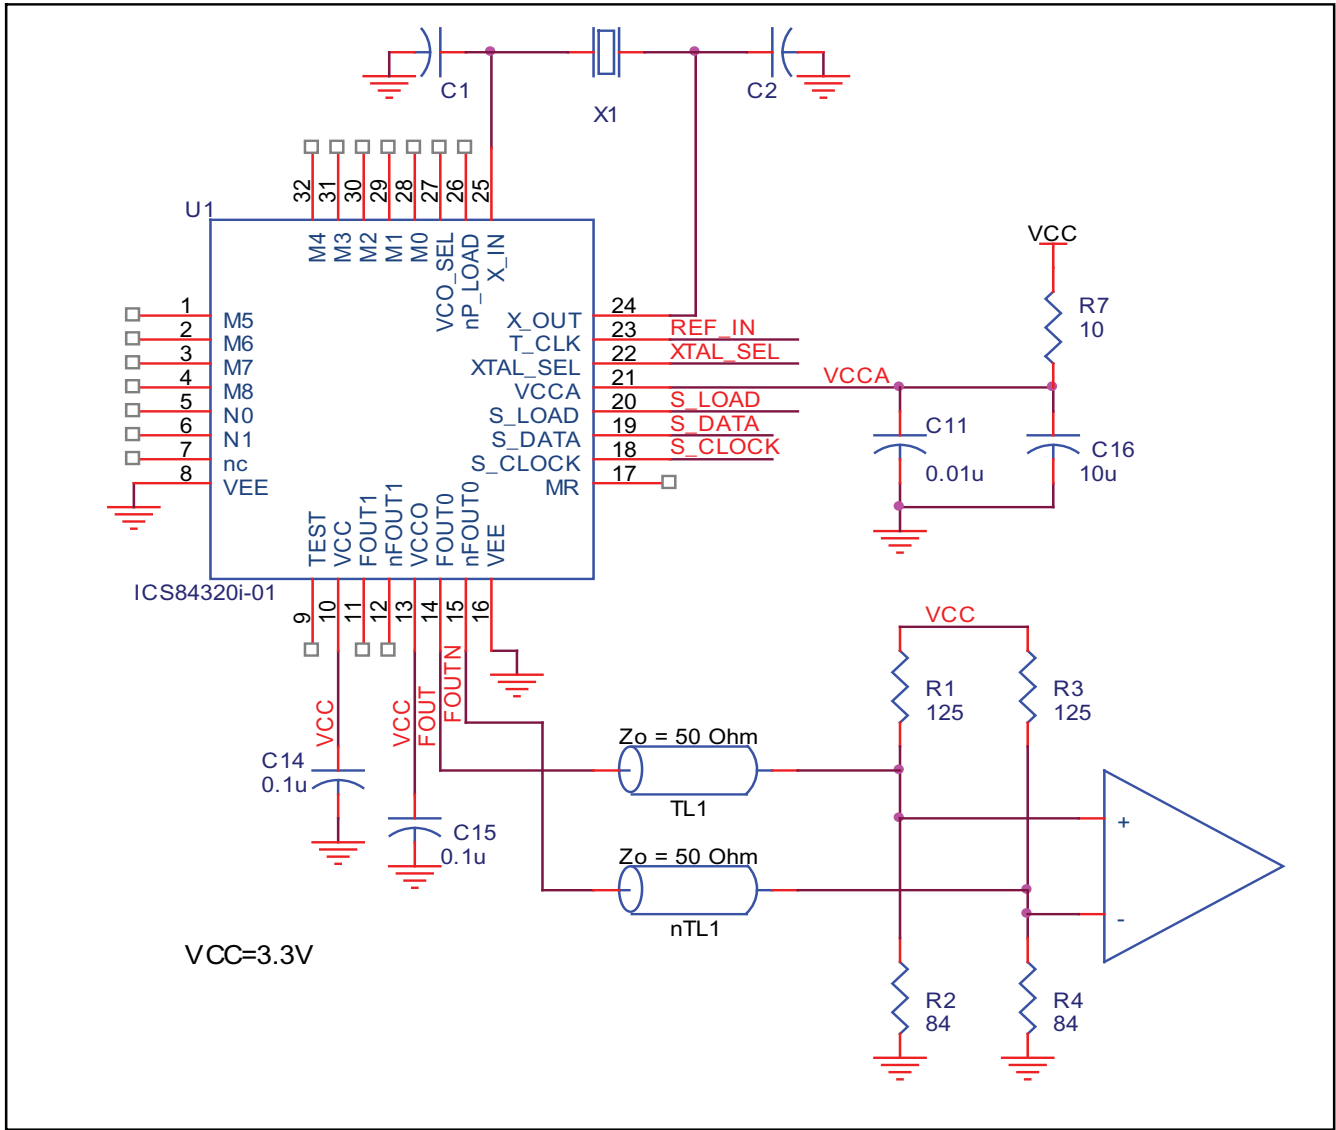 C1
X1
C2
U1
32
31
30
29
28
27
26
25
M4
M3
M2
M1
M0
VCO_SEL
nP_LOAD
X_IN
1
2
3
4
5
6
7
8
M5
M6
M7
M8
N0
N1
nc
VEE
X_OUT
T_CLK
XTAL_SEL
VCCA
S_LOAD
S_DATA
S_CLOCK
MR
24
23
22
21
20
19
18
17
REF_IN
XTAL_SEL
VCCA
S_LOAD
S_DATA
S_CLOCK
VCC
R7
10
C11
0.01u
C16
10u
TEST
VCC
FOUT1
nFOUT1
VCCO
FOUT0
nFOUT0
VEE
ICS84320i-01
9
10
11
12
13
14
15
16
VCC
VCC
FOUT
FOUTN
C14
0.1u
C15
0.1u
Zo = 50 Ohm
TL1
Zo = 50 Ohm
nTL1
VCC
R1
125
R3
125
+
-
R2
84
R4
84
VCC=3.3V